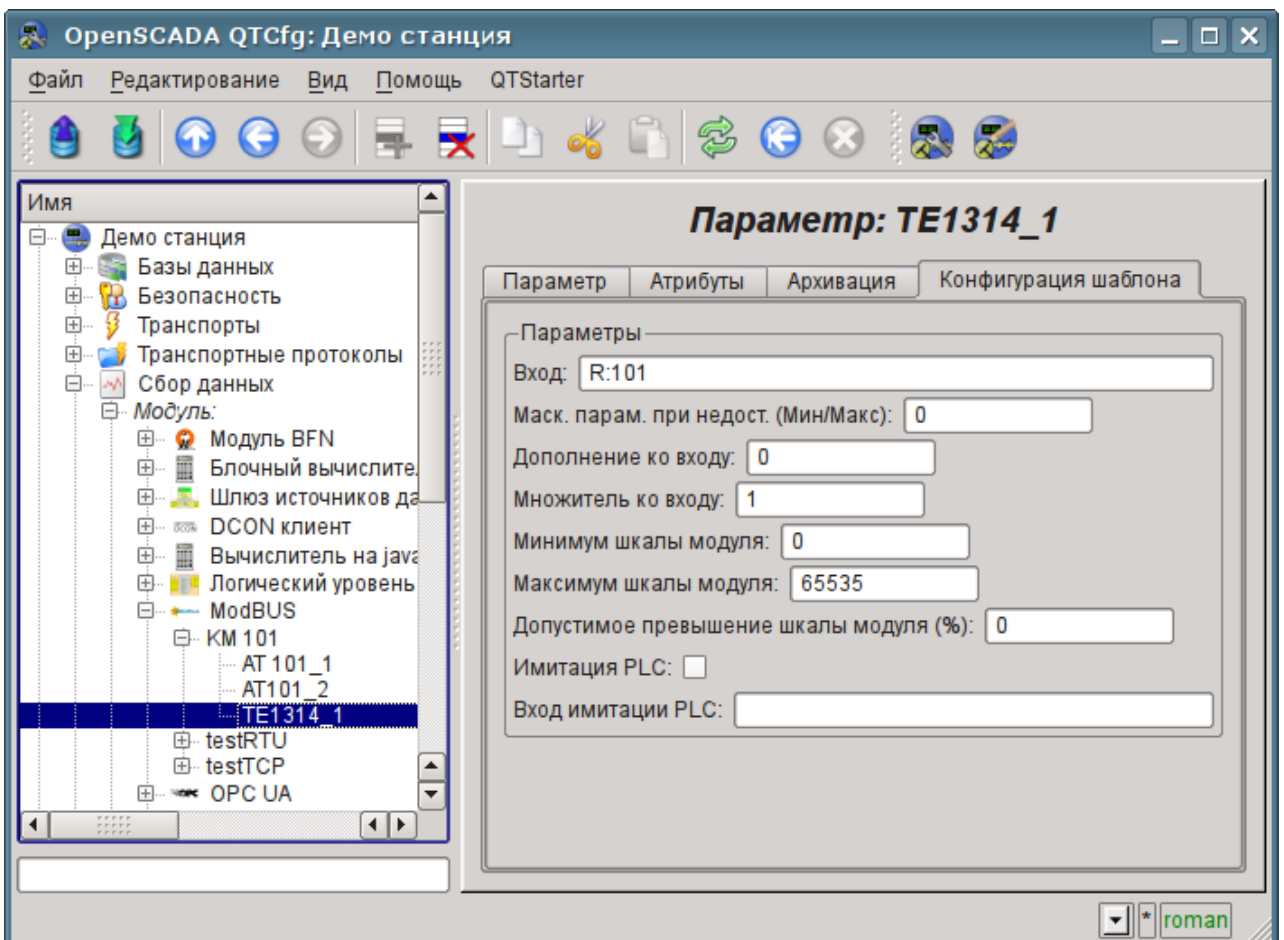 OpenSCADA QTCfg: Демо станция
Файл Редактирование Вид Помощь QTStarter
Имя
Демо станция
Базы данных
Безопасность
Транспорты
Транспортные протоколы
Сбор данных
Модуль:
Модуль BFN
Блочный вычислите
Шлюз источников да
DCON клиент
Вычислитель на java
Логический уровень
ModBUS
KM 101
AT 101_1
AT101_2
TE1314_1
testRTU
testTCP
OPC UA
Параметр: TE1314_1
Параметр Атрибуты Архивация Конфигурация шаблона
Параметры
Вход: R:101
Маск. парам. при недост. (Мин/Макс): 0
Дополнение ко входу: 0
Множитель ко входу: 1
Минимум шкалы модуля: 0
Максимум шкалы модуля: 65535
Допустимое превышение шкалы модуля (%): 0
Имитация PLC:
Вход имитации PLC:
* roman